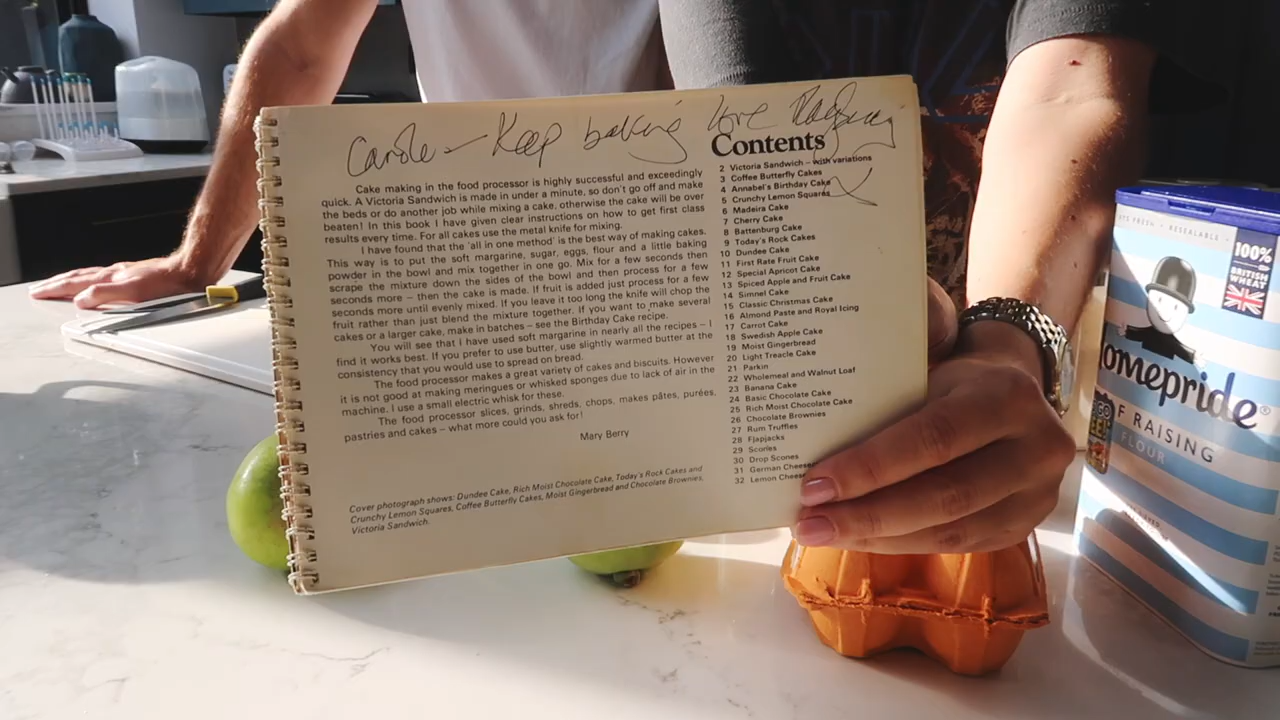 Carole - Keep baking love
Cake making in the food processor is highly successful and exceedingly
quick. A Victoria Sandwich is made in under a minute, so don't go off and make
the beds or do another job while mixing a cake, otherwise the cake will be over
beaten! In this book I have given clear instructions on how to get first class
results every time. For all cakes use the metal knife for mixing.
I have found that the 'all in one method' is the best way of making cakes.
This way is to put the soft margarine, sugar, eggs, flour and a little baking
powder in the bowl and mix together in one go. Mix for a few seconds then
scrape the mixture down the sides of the bowl and then process for a few
seconds more – then the cake is made. If fruit is added just process for a few
seconds until evenly mixed. If you leave it too long the knife will chop the
fruit rather than just blend the mixture together. If you want to make several
cakes or a larger cake, make in batches – see the Birthday Cake recipe.
You will see that I have used soft margarine in nearly all the recipes – I
find it works best. If you prefer to use butter, use slightly warmed butter at the
consistency that you would use to spread on bread.
The food processor makes a great variety of cakes and biscuits. However
it is not good at making meringues or whisked sponges due to lack of air in the
machine. I use a small electric whisk for these.
The food processor slices, grinds, shreds, chops, makes pâtes, purées,
pastries and cakes – what more could you ask for!
Mary Berry
Cover photograph shows: Dundee Cake, Rich Moist Chocolate Cake, Today's Rock Cakes and
Crunchy Lemon Squares, Coffee Butterfly Cakes, Moist Gingerbread and Chocolate Brownies,
Victoria Sandwich.
Contents
2 Victoria Sandwich – with variations
3 Coffee Butterfly Cakes
4 Annabel's Birthday Cake
5 Crunchy Lemon Squares
6 Madeira Cake
7 Cherry Cake
8 Battenburg Cake
9 Today's Rock Cakes
10 Dundee Cake
11 First Rate Fruit Cake
12 Special Apricot Cake
13 Spiced Apple and Fruit Cake
14 Simnel Cake
15 Classic Christmas Cake
16 Almond Paste and Royal Icing
17 Carrot Cake
18 Swedish Apple Cake
19 Moist Gingerbread
20 Light Treacle Cake
21 Parkin
22 Wholemeal and Walnut Loaf
23 Banana Cake
24 Basic Chocolate Cake
25 Rich Moist Chocolate Cake
26 Chocolate Brownies
27 Rum Truffles
28 Flapjacks
29 Scones
30 Drop Scones
31 German Cheese
32 Lemon Cheese
FRESH • RESEALABLE
100%
BRITISH
WHEAT
omepride®
F RAISING
FLOUR